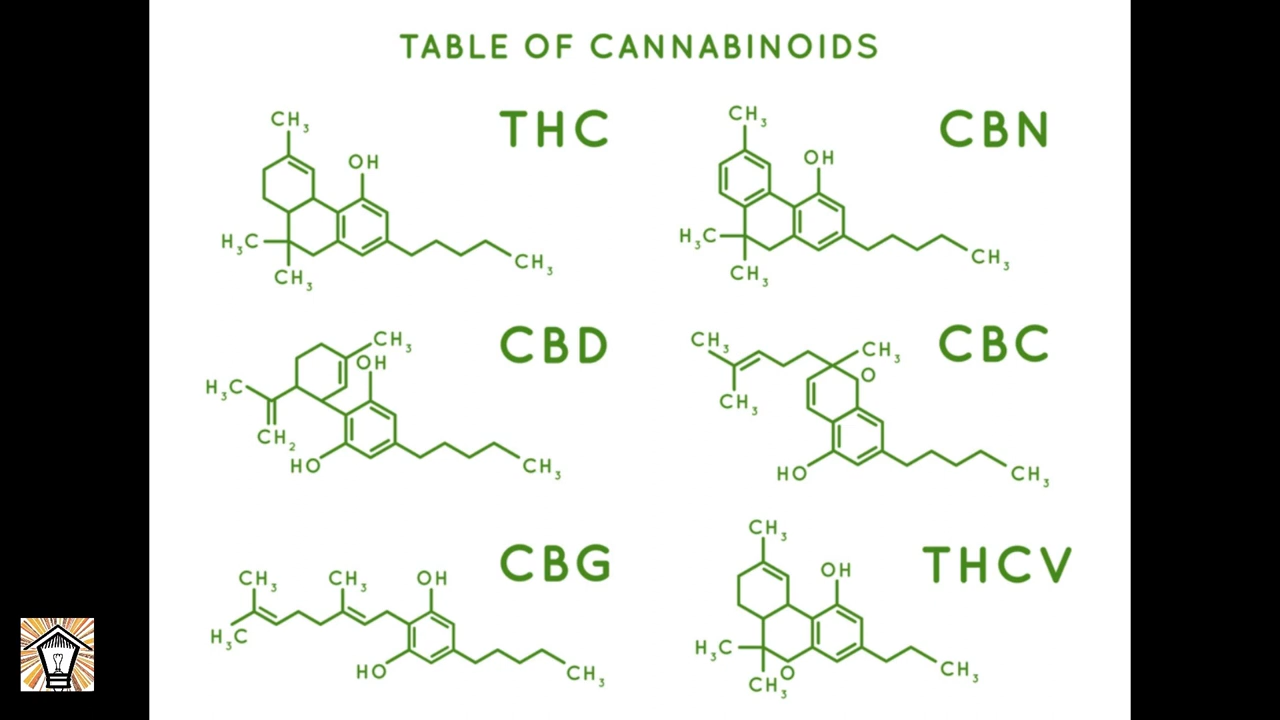 TABLE OF CANNABINOIDS
THC
CH₃
OH
H₃C
CH₃
CH₃
CBN
CH₃
OH
H₃C
CH₃
CH₃
CBD
CH₃
OH
H₃C
CH₂
HO
CH₃
CBC
CH₃
CH₃
O
CH₃
HO
CH₃
CBG
CH₃
CH₃
OH
H₃C
HO
CH₃
THCV
CH₃
OH
H₃C
O
CH₃
CH₃